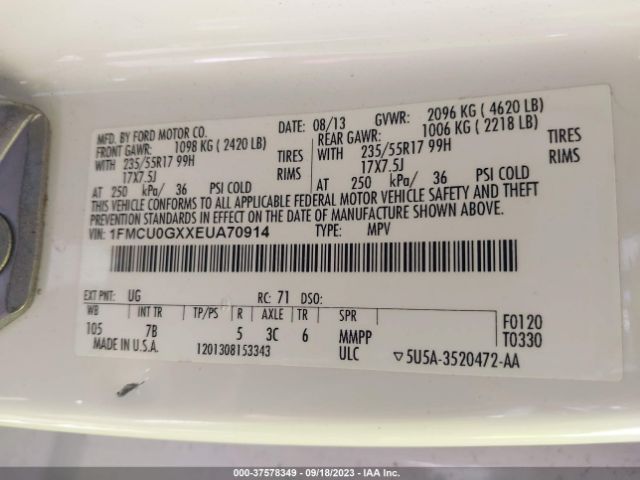 MFD. BY FORD MOTOR CO.
DATE: 08/13
GVWR: 2096 KG ( 4620 LB)
FRONT GAWR: 1098 KG ( 2420 LB)
REAR GAWR: 1006 KG ( 2218 LB)
WITH 235/55R17 99H TIRES
WITH 235/55R17 99H TIRES
17X7.5J RIMS
17X7.5J RIMS
AT 250 kPa/ 36 PSI COLD
AT 250 kPa/ 36 PSI COLD
THIS VEHICLE CONFORMS TO ALL APPLICABLE FEDERAL MOTOR VEHICLE SAFETY AND THEFT
PREVENTION STANDARDS IN EFFECT ON THE DATE OF MANUFACTURE SHOWN ABOVE.
VIN: 1FMCU0GXXEUA70914
TYPE: MPV
EXT PNT: UG RC: 71 DSO:
WB INT TR TP/PS R AXLE TR SPR
105 7B 5 3C 6 MMPP
F0120
T0330
MADE IN U.S.A. 1201308153343 ULC
▽5U5A-3520472-AA
000-37578349 - 09/18/2023 - IAA Inc.